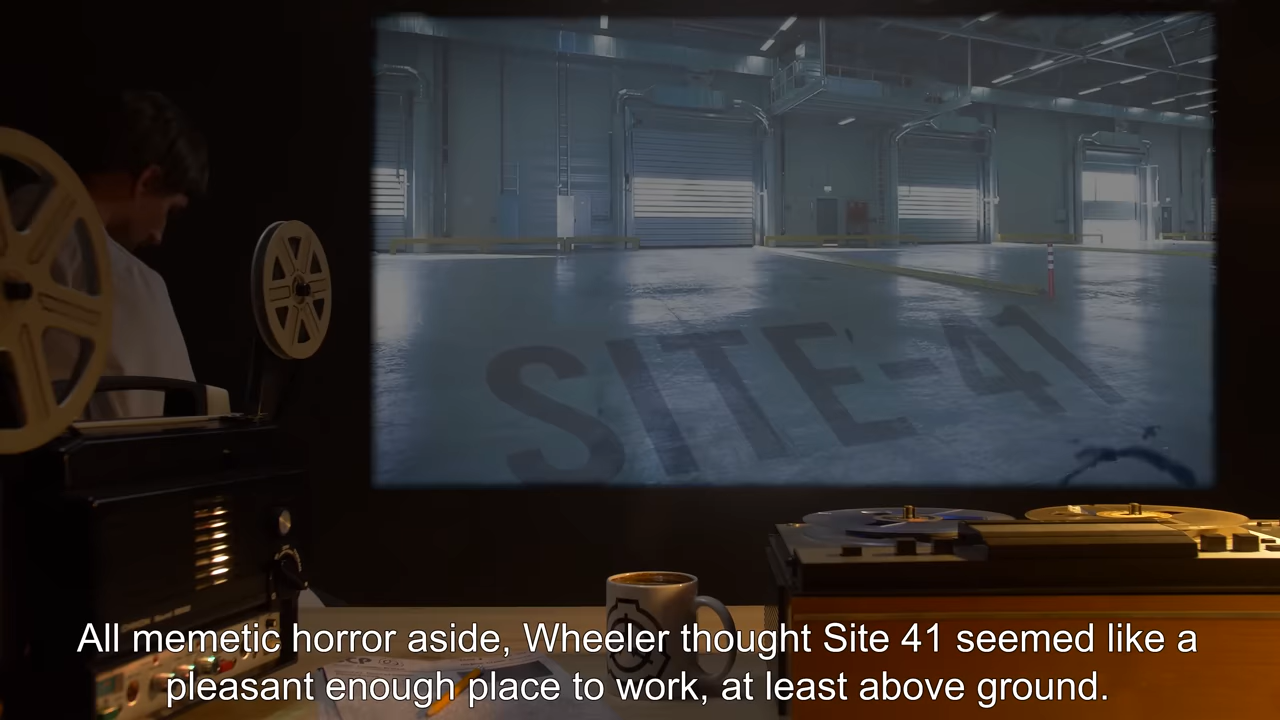 SITE-41
All memetic horror aside, Wheeler thought Site 41 seemed like a
pleasant enough place to work, at least above ground.